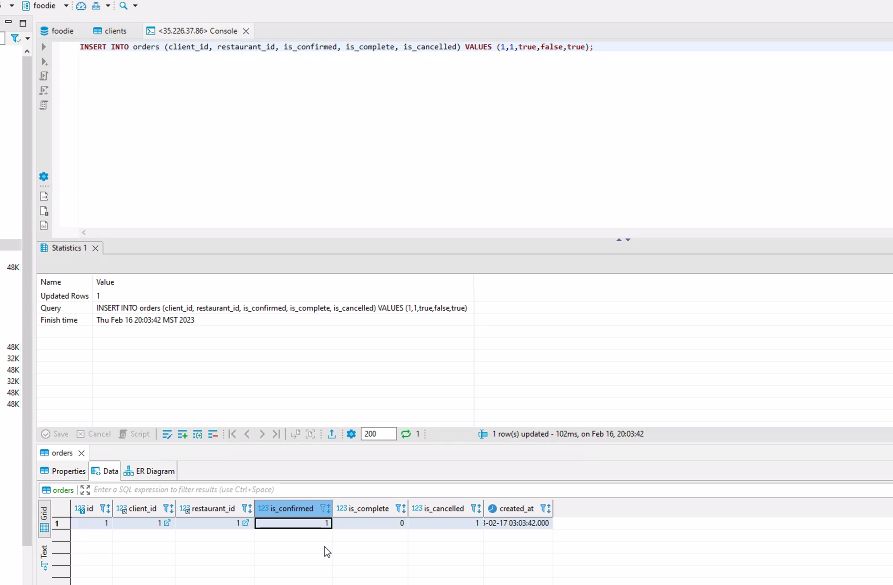 foodie
foodie clients <35.226.37.86> Console
INSERT INTO orders (client_id, restaurant_id, is_confirmed, is_complete, is_cancelled) VALUES (1,1,true,false,true);
Statistics 1
48K
Name Value
Updated Rows 1
Query INSERT INTO orders (client_id, restaurant_id, is_confirmed, is_complete, is_cancelled) VALUES (1,1,true,false,true)
Finish time Thu Feb 16 20:03:42 MST 2023
48K
32K
48K
32K
48K
48K
Save Cancel Script 200 1 1 row(s) updated - 102ms, on Feb 16, 20:03:42
orders
Properties Data ER Diagram
orders Enter a SQL expression to filter results (use Ctrl+Space)
Grid
Text
123 id 123 client_id 123 restaurant_id 123 is_confirmed 123 is_complete 123 is_cancelled created_at
1 1 1 1 1 0 1 -02-17 03:03:42.000